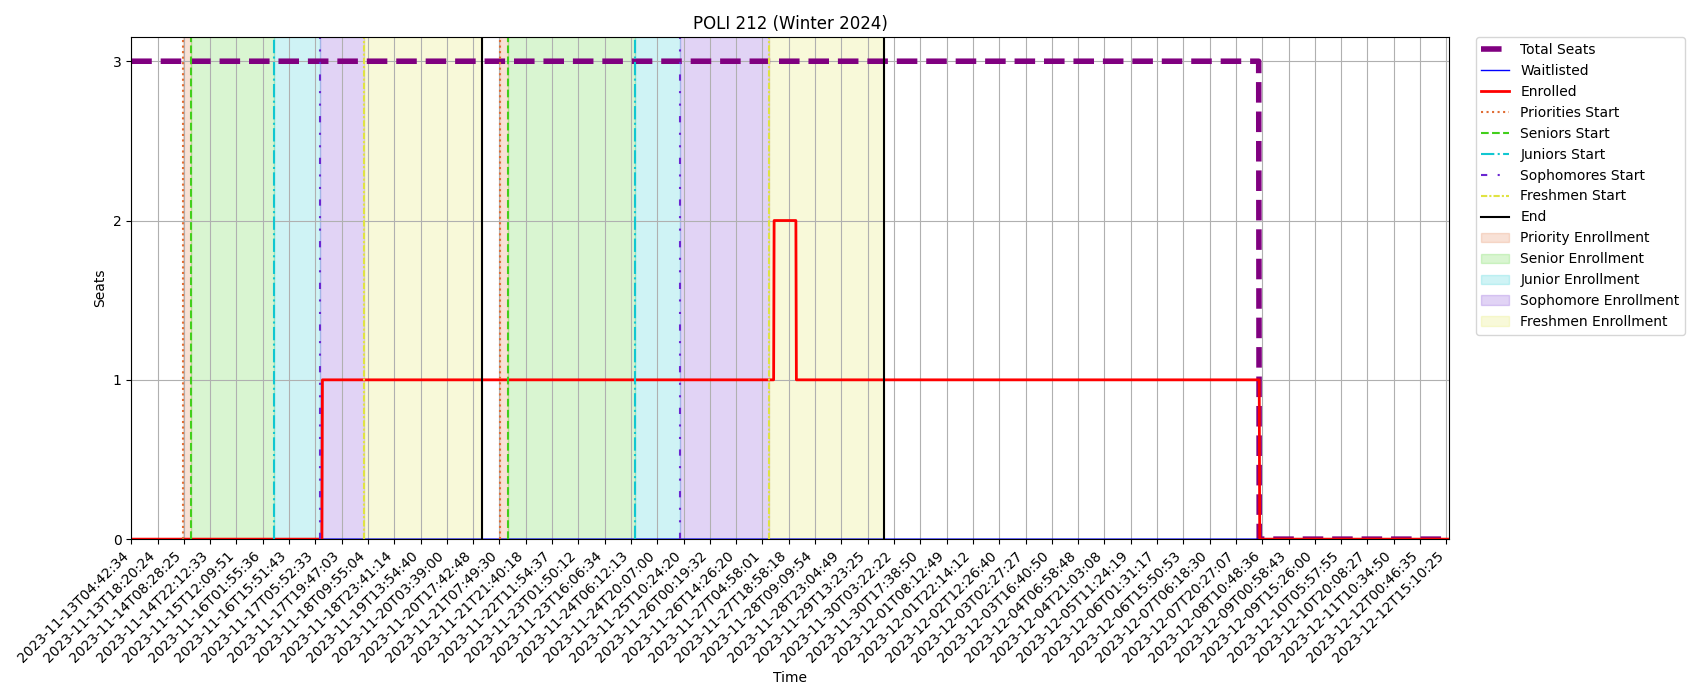 POLI 212 (Winter 2024)
Seats
3
2
1
0
2023-11-13T04:42:34
2023-11-13T18:20:24
2023-11-14T08:28:25
2023-11-14T22:12:33
2023-11-15T12:09:51
2023-11-16T01:55:36
2023-11-16T15:51:43
2023-11-17T05:52:33
2023-11-17T19:47:03
2023-11-18T09:55:04
2023-11-18T23:41:14
2023-11-19T13:54:40
2023-11-20T03:39:00
2023-11-20T17:42:48
2023-11-21T07:49:30
2023-11-21T21:40:18
2023-11-22T11:54:37
2023-11-23T01:50:12
2023-11-23T16:06:34
2023-11-24T06:12:13
2023-11-24T20:07:00
2023-11-25T10:24:20
2023-11-26T00:19:32
2023-11-26T14:26:20
2023-11-27T04:58:01
2023-11-27T18:58:18
2023-11-28T09:09:54
2023-11-28T23:04:49
2023-11-29T13:23:25
2023-11-30T03:22:22
2023-11-30T17:38:50
2023-12-01T08:12:49
2023-12-01T22:14:12
2023-12-02T12:26:40
2023-12-03T02:27:27
2023-12-03T16:40:50
2023-12-04T06:58:48
2023-12-04T21:03:08
2023-12-05T11:24:19
2023-12-06T01:31:17
2023-12-06T15:50:53
2023-12-07T06:18:30
2023-12-07T20:27:07
2023-12-08T10:48:36
2023-12-09T00:58:43
2023-12-09T15:26:00
2023-12-10T05:57:55
2023-12-10T20:08:27
2023-12-11T10:34:50
2023-12-12T00:46:35
2023-12-12T15:10:25
Time
Total Seats
Waitlisted
Enrolled
Priorities Start
Seniors Start
Juniors Start
Sophomores Start
Freshmen Start
End
Priority Enrollment
Senior Enrollment
Junior Enrollment
Sophomore Enrollment
Freshmen Enrollment